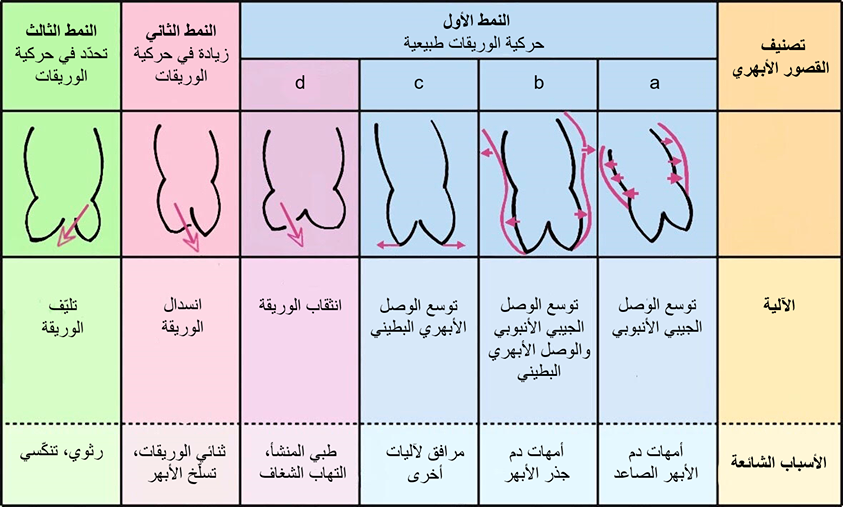 تصنيف
القصور الأبهري
النمط الأول
حركية الوريقات طبيعية
النمط الثاني
زيادة في حركية
الوريقات
النمط الثالث
تحدّد في حركية
الوريقات
a
b
c
d
الآلية
توسع الوصل
الجيبي الأنبوبي
توسع الوصل
الجيبي الأنبوبي
والوصل الأبهري
البطيني
توسع الوصل
الأبهري البطيني
انثقاب الوريقة
انسدال
الوريقة
تليّف
الوريقة
الأسباب الشائعة
أمهات دم
الأبهر الصاعد
أمهات دم
جذر الأبهر
مرافق لآليات
أخرى
طبي المنشأ،
التهاب الشغاف
ثنائي الوريقات،
تسلّخ الأبهر
رثوي، تنكّسي